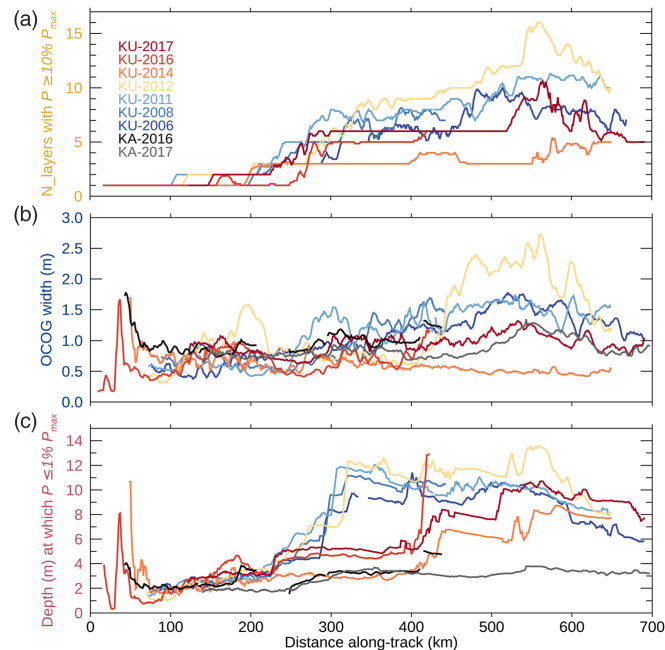 (a)
N_layers with P ≥10% Pmax
15
10
5
0
KU-2017
KU-2016
KU-2014
KU-2012
KU-2011
KU-2008
KU-2006
KA-2016
KA-2017
(b)
OCOG width (m)
3.0
2.5
2.0
1.5
1.0
0.5
0.0
(c)
Depth (m) at which P ≤1% Pmax
14
12
10
8
6
4
2
0
0 100 200 300 400 500 600 700
Distance along-track (km)